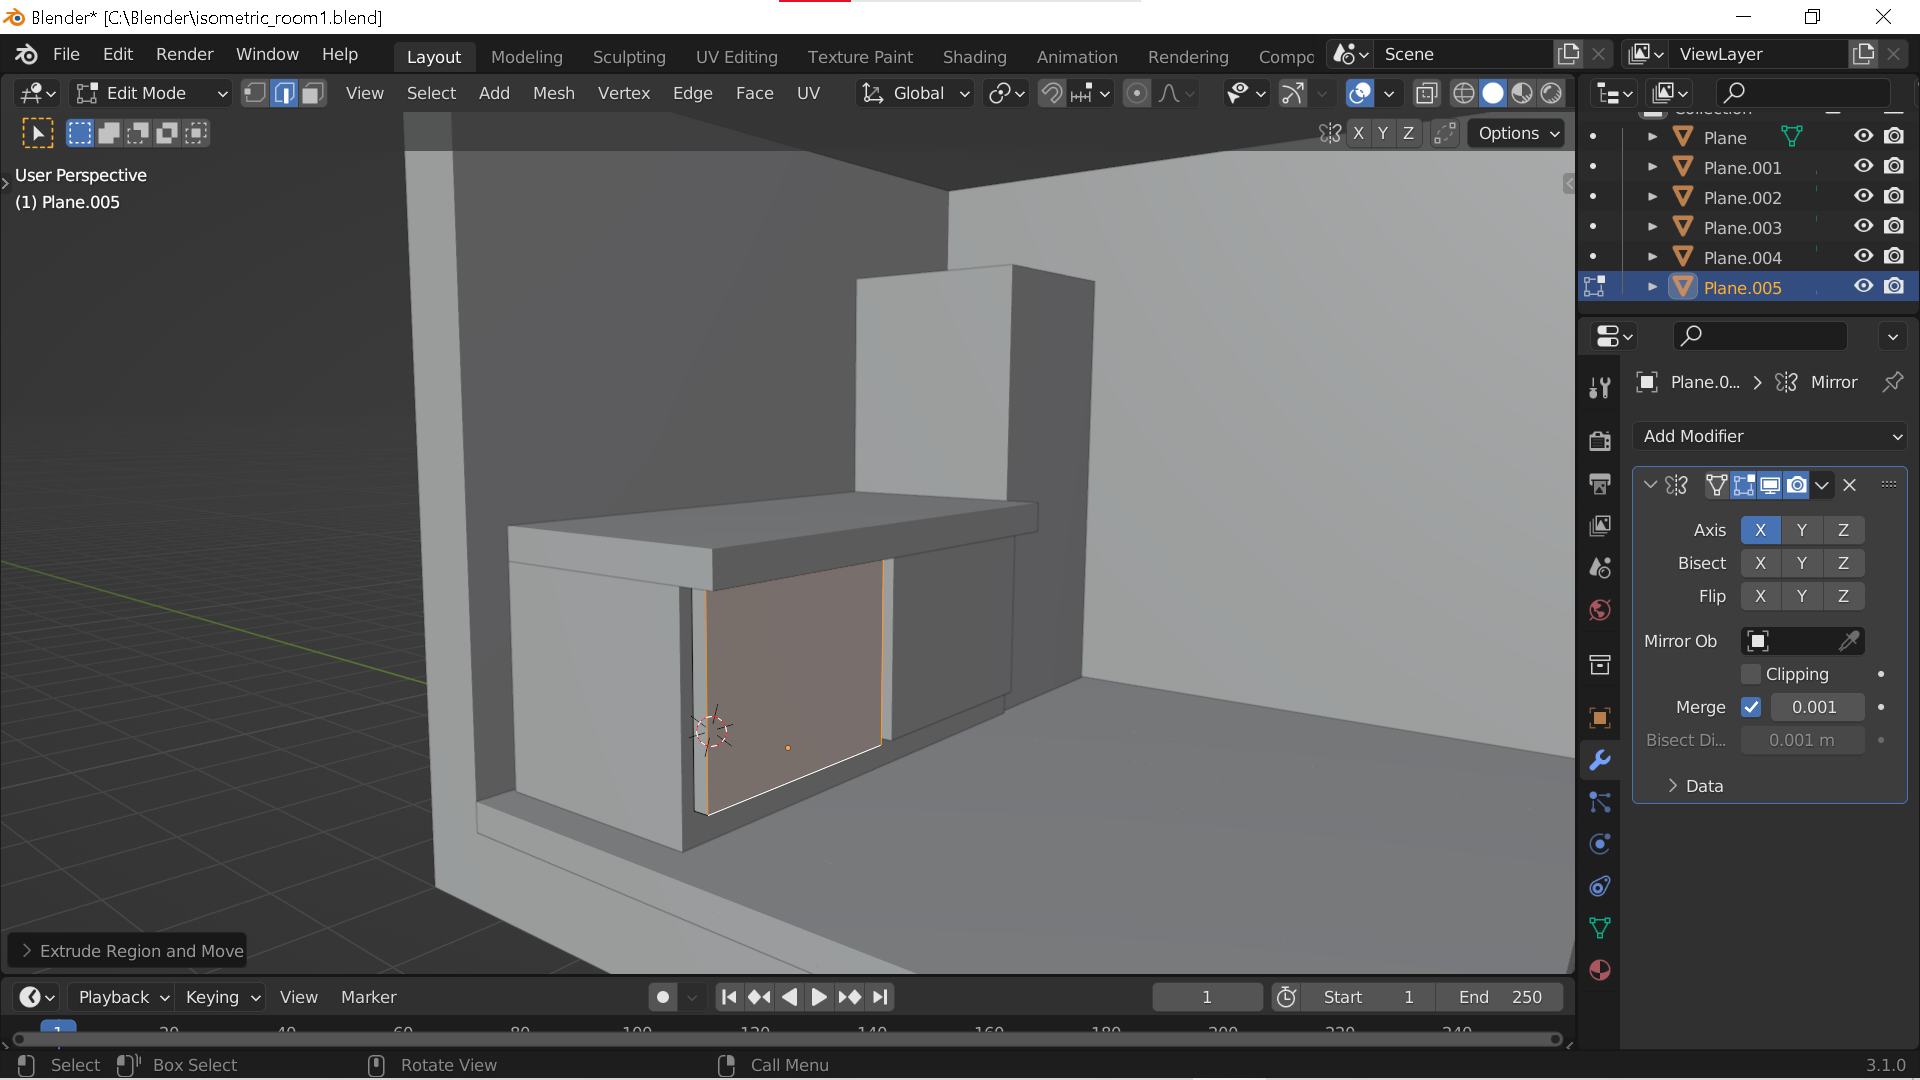 Blender* [C:\Blender\isometric_room1.blend]
File Edit Render Window Help Layout Modeling Sculpting UV Editing Texture Paint Shading Animation Rendering Compo Scene ViewLayer
Edit Mode View Select Add Mesh Vertex Edge Face UV Global
X Y Z Options
User Perspective
(1) Plane.005
Plane
Plane.001
Plane.002
Plane.003
Plane.004
Plane.005
Plane.0... Mirror
Add Modifier
Axis X Y Z
Bisect X Y Z
Flip X Y Z
Mirror Ob
Clipping
Merge 0.001
Bisect Di... 0.001 m
Data
Extrude Region and Move
Playback Keying View Marker 1 Start 1 End 250
1 20 40 60 80 100 120 140 160 180 200 220 240
Select Box Select Rotate View Call Menu 3.1.0